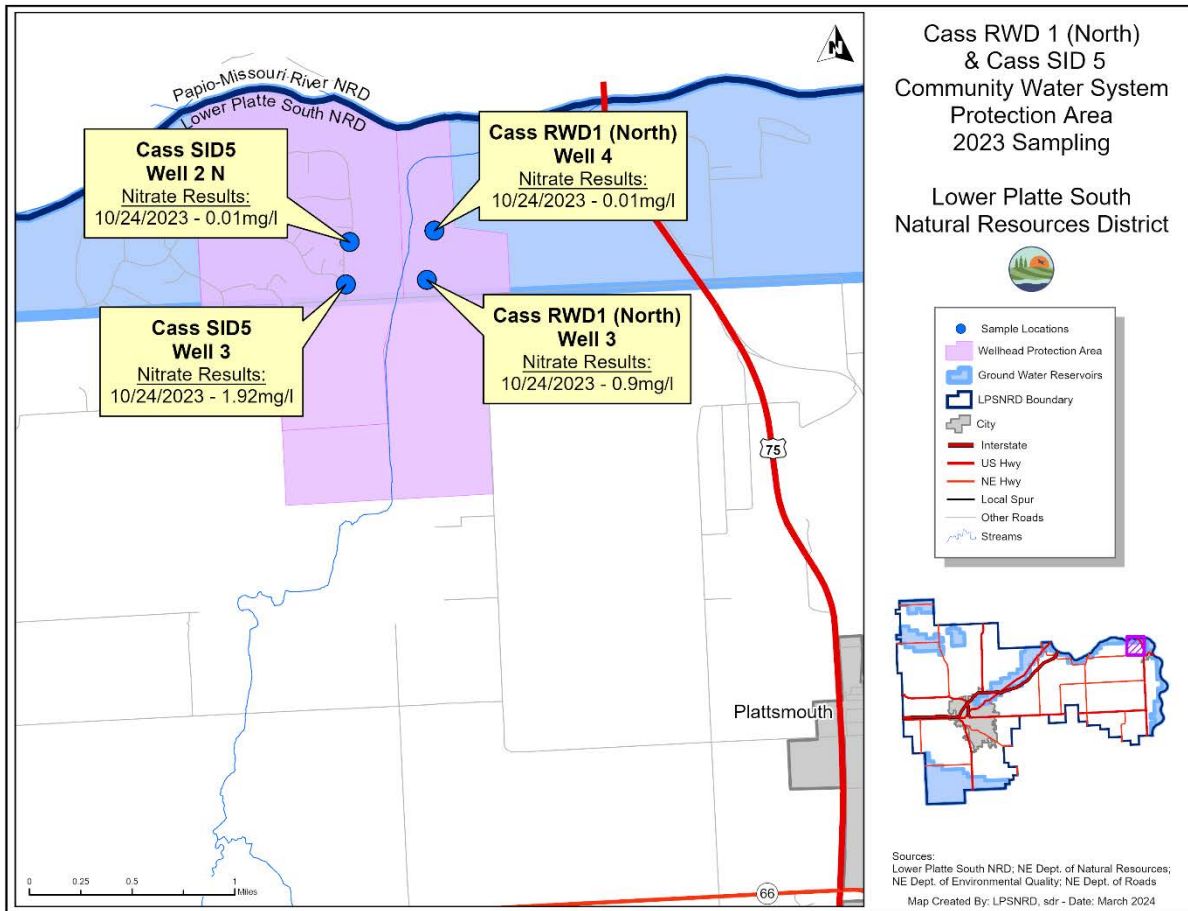 Papio-Missouri River NRD
Lower Platte South NRD
N
Cass SID5
Well 2 N
Nitrate Results:
10/24/2023 - 0.01mg/l
Cass RWD1 (North)
Well 4
Nitrate Results:
10/24/2023 - 0.01mg/l
Cass SID5
Well 3
Nitrate Results:
10/24/2023 - 1.92mg/l
Cass RWD1 (North)
Well 3
Nitrate Results:
10/24/2023 - 0.9mg/l
75
Plattsmouth
66
0 0.25 0.5 1
Miles
Cass RWD 1 (North)
& Cass SID 5
Community Water System
Protection Area
2023 Sampling
Lower Platte South
Natural Resources District
Sample Locations
Wellhead Protection Area
Ground Water Reservoirs
LPSNRD Boundary
City
Interstate
US Hwy
NE Hwy
Local Spur
Other Roads
Streams
Sources:
Lower Platte South NRD; NE Dept. of Natural Resources;
NE Dept. of Environmental Quality; NE Dept. of Roads
Map Created By: LPSNRD, sdr - Date: March 2024